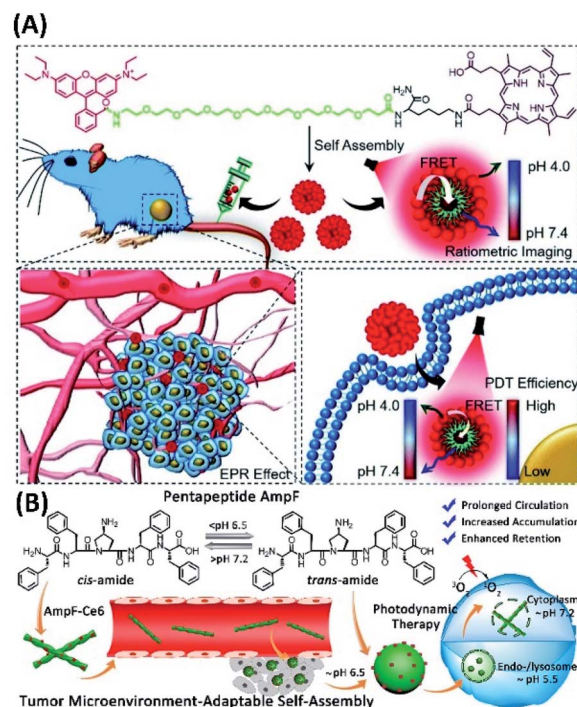 (A)
Self Assembly
FRET
pH 4.0
pH 7.4
Ratiometric Imaging
EPR Effect
PDT Efficiency
pH 4.0
FRET
High
pH 7.4
Low
(B)
Pentapeptide AmpF
Prolonged Circulation
Increased Accumulation
Enhanced Retention
<pH 6.5
>pH 7.2
cis-amide
trans-amide
AmpF-Ce6
Photodynamic
Therapy
³O₂
¹O₂
Cytoplasm
~pH 7.2
~pH 6.5
Endo-/lysosome
~ pH 5.5
Tumor Microenvironment-Adaptable Self-Assembly